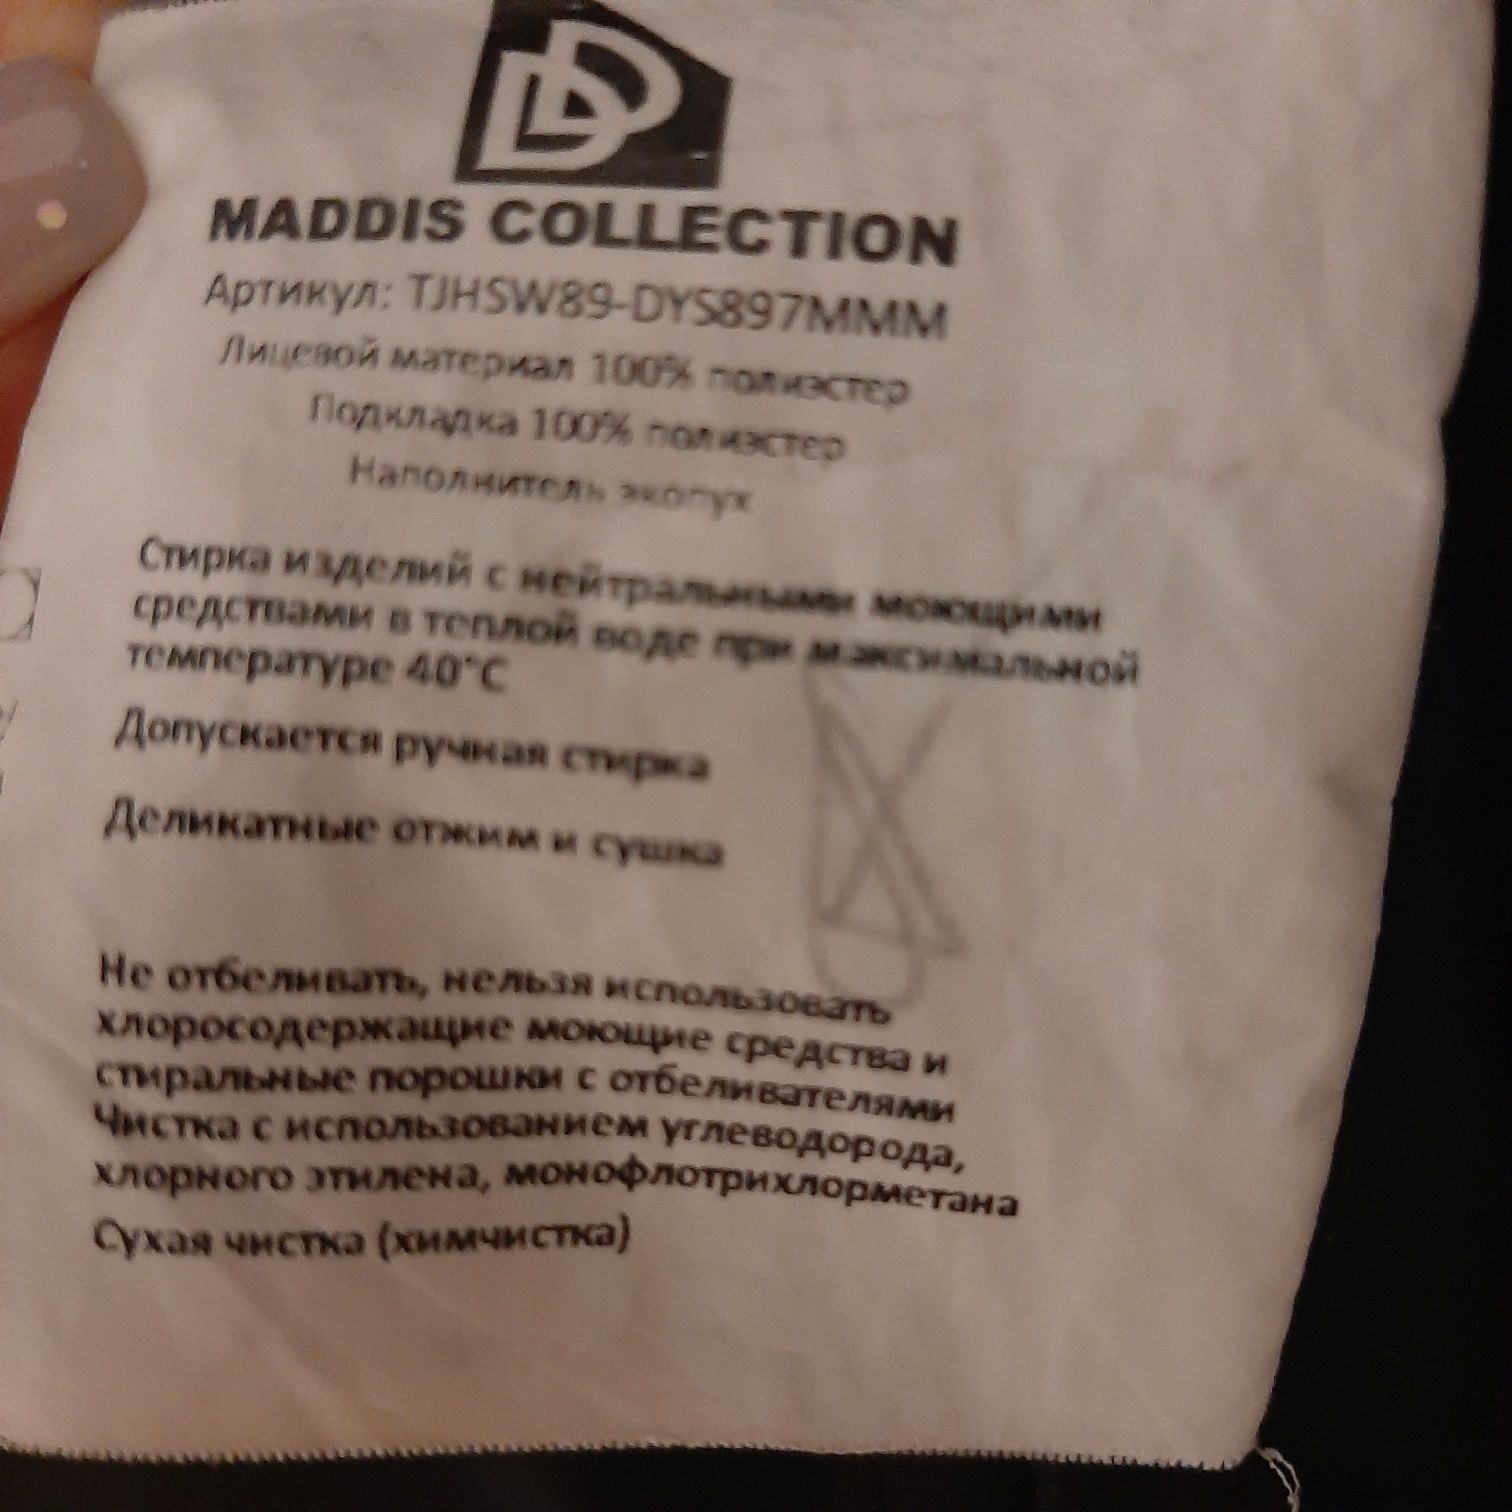 MADDIS COLLECTION
Артикул: TJHSW89-DYS897MMM
Лицевой материал 100% полиэстер
Подкладка 100% полиэстер
Наполнитель экопух
Стирка изделий с нейтральными моющими
средствами в теплой воде при максимальной
температуре 40°C
Допускается ручная стирка
Деликатные отжим и сушка
Не отбеливать, нельзя использовать
хлоросодержащие моющие средства и
стиральные порошки с отбеливателями
Чистка с использованием углеводорода,
хлорного этилена, монофлотрихлорметана
Сухая чистка (химчистка)